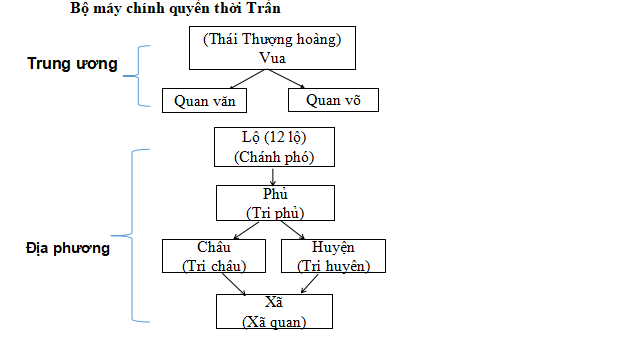 Bộ máy chính quyền thời Trần
Trung ương
(Thái Thượng hoàng)
Vua
Quan văn
Quan võ
Địa phương
Lộ (12 lộ)
(Chánh phó)
Phủ
(Tri phủ)
Châu
(Tri châu)
Huyện
(Tri huyên)
Xã
(Xã quan)